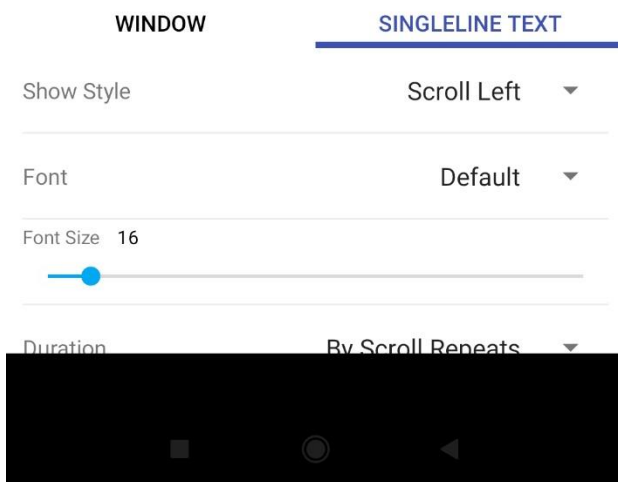 WINDOW SINGLELINE TEXT
Show Style Scroll Left
Font Default
Font Size 16
Duration By Scroll Repeats